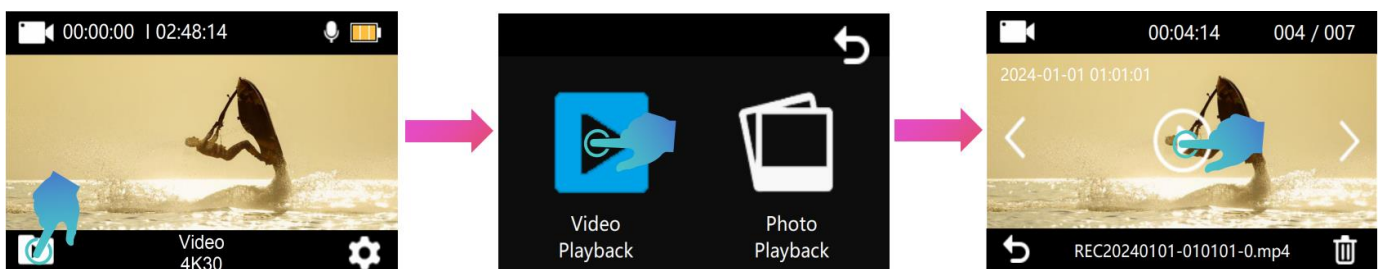 00:00:00 I 02:48:14
Video
4K30
Video
Playback
Photo
Playback
00:04:14 004 / 007
2024-01-01 01:01:01
REC20240101-010101-0.mp4